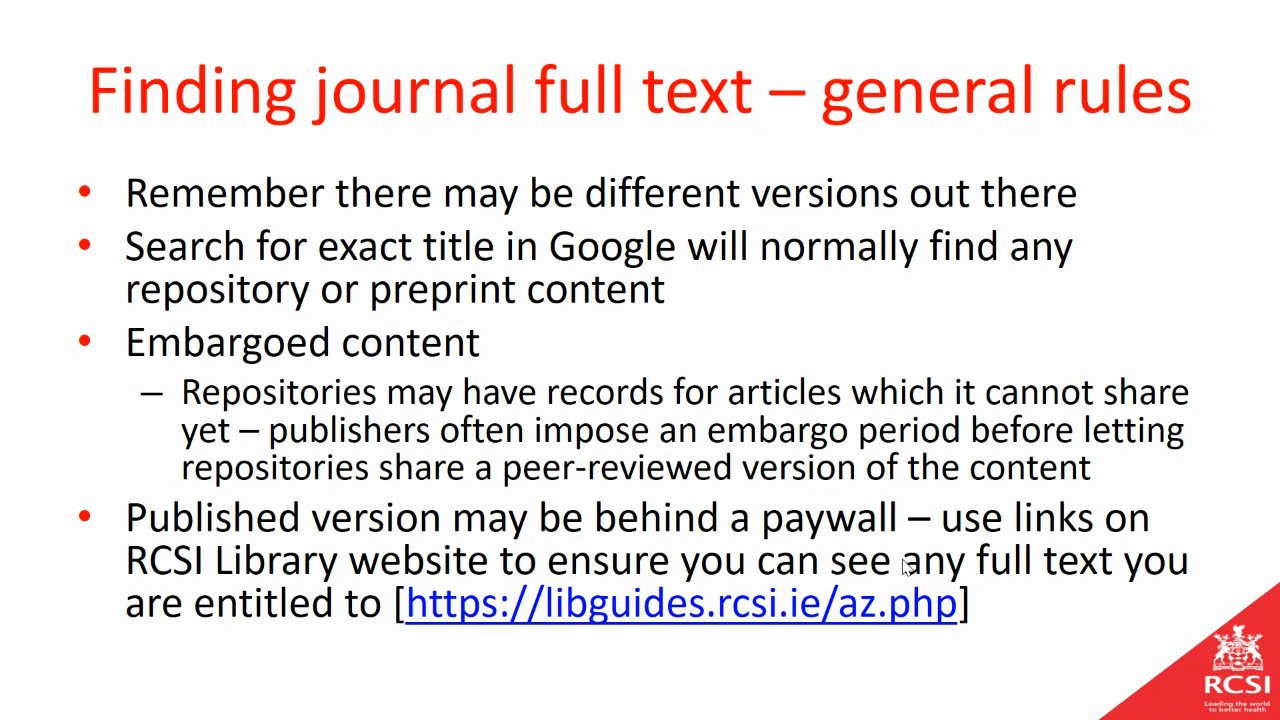 Finding journal full text – general rules
• Remember there may be different versions out there
• Search for exact title in Google will normally find any
repository or preprint content
• Embargoed content
– Repositories may have records for articles which it cannot share
yet – publishers often impose an embargo period before letting
repositories share a peer-reviewed version of the content
• Published version may be behind a paywall – use links on
RCSI Library website to ensure you can see any full text you
are entitled to [https://libguides.rcsi.ie/az.php]
RCSI
Leading the world
to better health